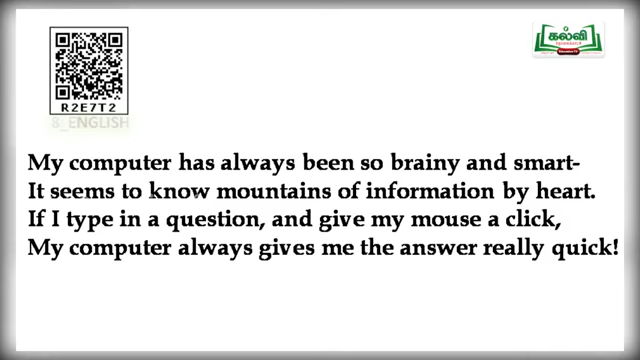 கல்வி
R2E7T2
8_ENGLISH
My computer has always been so brainy and smart-
It seems to know mountains of information by heart.
If I type in a question, and give my mouse a click,
My computer always gives me the answer really quick!